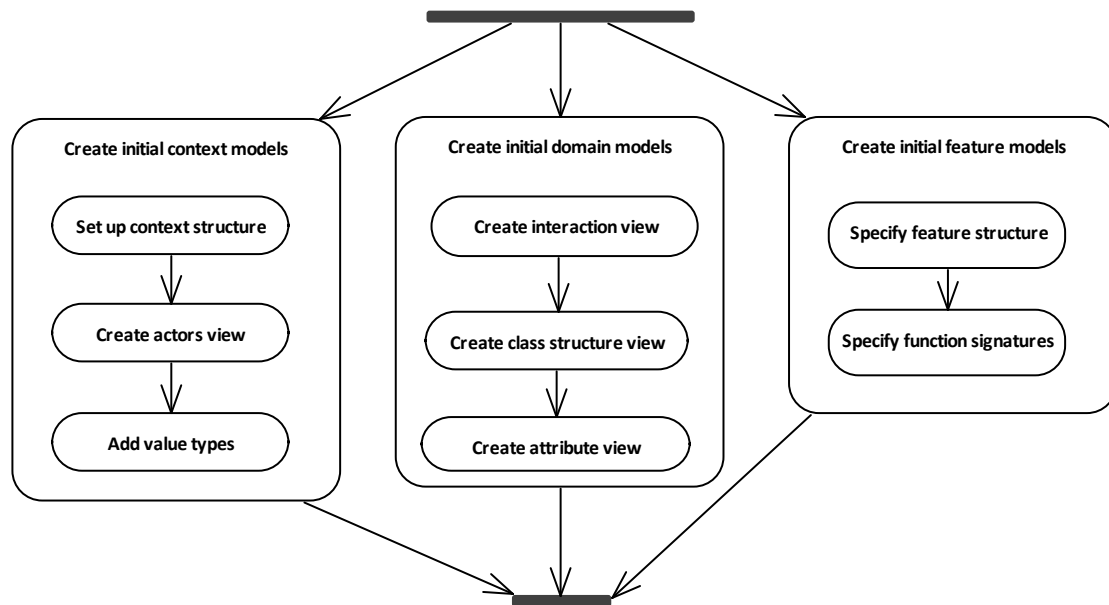 Create initial context models
Set up context structure
Create actors view
Add value types
Create initial domain models
Create interaction view
Create class structure view
Create attribute view
Create initial feature models
Specify feature structure
Specify function signatures